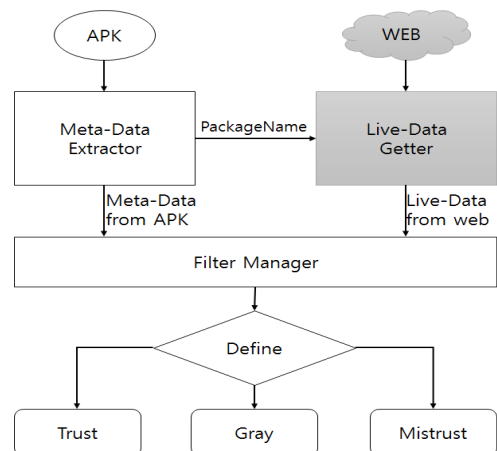 APK
WEB
Meta-Data
Extractor
PackageName
Live-Data
Getter
Meta-Data
from APK
Live-Data
from web
Filter Manager
Define
Trust
Gray
Mistrust